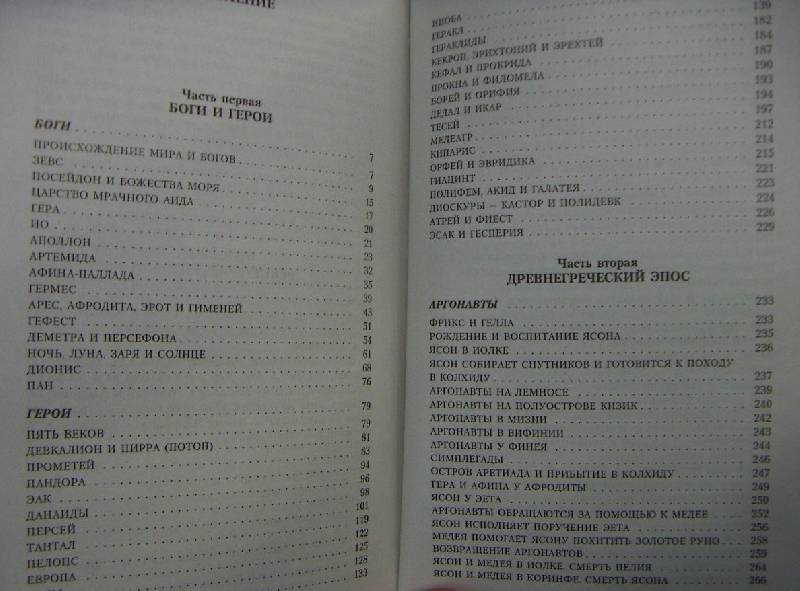 Часть первая
БОГИ И ГЕРОИ
БОГИ . . . 7
ПРОИСХОЖДЕНИЕ МИРА И БОГОВ . . . 7
ЗЕВС . . . 9
ПОСЕЙДОН И БОЖЕСТВА МОРЯ . . . 15
ЦАРСТВО МРАЧНОГО АИДА . . . 17
ГЕРА . . . 20
ИО . . . 21
АПОЛЛОН . . . 23
АРТЕМИДА . . . 32
АФИНА-ПАЛЛАДА . . . 35
ГЕРМЕС . . . 39
АРЕС, АФРОДИТА, ЭРОТ И ГИМЕНЕЙ . . . 43
ГЕФЕСТ . . . 51
ДЕМЕТРА И ПЕРСЕФОНА . . . 54
НОЧЬ, ЛУНА, ЗАРЯ И СОЛНЦЕ . . . 61
ДИОНИС . . . 68
ПАН . . . 76
ГЕРОИ . . . 79
ПЯТЬ ВЕКОВ . . . 79
ДЕВКАЛИОН И ПИРРА (ПОТОП) . . . 81
ПРОМЕТЕЙ . . . 83
ПАНДОРА . . . 94
ЭАК . . . 96
ДАНАИДЫ . . . 98
ПЕРСЕЙ . . . 101
ТАНТАЛ . . . 119
ПЕЛОПС . . . 122
ЕВРОПА . . . 125
128
133
НИОБА
ГЕРАКЛ . . . 139
ГЕРАКЛИДЫ . . . 182
КЕКРОП, ЭРИХТОНИЙ И ЭРЕХТЕЙ . . . 184
КЕФАЛ И ПРОКРИДА . . . 187
ПРОКНА И ФИЛОМЕЛА . . . 190
БОРЕЙ И ОРИФИЯ . . . 193
ДЕДАЛ И ИКАР . . . 194
ТЕСЕЙ . . . 197
МЕЛЕАГР . . . 212
КИПАРИС . . . 214
ОРФЕЙ И ЭВРИДИКА . . . 215
ГИАЦИНТ . . . 221
ПОЛИФЕМ, АКИД И ГАЛАТЕЯ . . . 223
ДИОСКУРЫ – КАСТОР И ПОЛИДЕВК . . . 224
АТРЕЙ И ФИЕСТ . . . 226
ЭСАК И ГЕСПЕРИЯ . . . 229
Часть вторая
ДРЕВНЕГРЕЧЕСКИЙ ЭПОС
АРГОНАВТЫ . . . 233
ФРИКС И ГЕЛЛА . . . 233
РОЖДЕНИЕ И ВОСПИТАНИЕ ЯСОНА . . . 235
ЯСОН В ИОЛКЕ . . . 236
ЯСОН СОБИРАЕТ СПУТНИКОВ И ГОТОВИТСЯ К ПОХОДУ
В КОЛХИДУ . . . 237
АРГОНАВТЫ НА ЛЕМНОСЕ . . . 239
АРГОНАВТЫ НА ПОЛУОСТРОВЕ КИЗИК . . . 240
АРГОНАВТЫ В МИЗИИ . . . 242
АРГОНАВТЫ В ВИФИНИИ . . . 243
АРГОНАВТЫ У ФИНЕЯ . . . 244
СИМПЛЕГАДЫ . . . 246
ОСТРОВ АРЕТИАДА И ПРИБЫТИЕ В КОЛХИДУ . . . 247
ГЕРА И АФИНА У АФРОДИТЫ . . . 249
ЯСОН У ЭЕТА . . . 250
АРГОНАВТЫ ОБРАЩАЮТСЯ ЗА ПОМОЩЬЮ К МЕДЕЕ . . . 252
ЯСОН ИСПОЛНЯЕТ ПОРУЧЕНИЕ ЭЕТА . . . 256
МЕДЕЯ ПОМОГАЕТ ЯСОНУ ПОХИТИТЬ ЗОЛОТОЕ РУНО . . . 258
ВОЗВРАЩЕНИЕ АРГОНАВТОВ . . . 259
ЯСОН И МЕДЕЯ В ИОЛКЕ. СМЕРТЬ ПЕЛИЯ . . . 264
ЯСОН И МЕДЕЯ В КОРИНФЕ. СМЕРТЬ ЯСОНА . . . 266